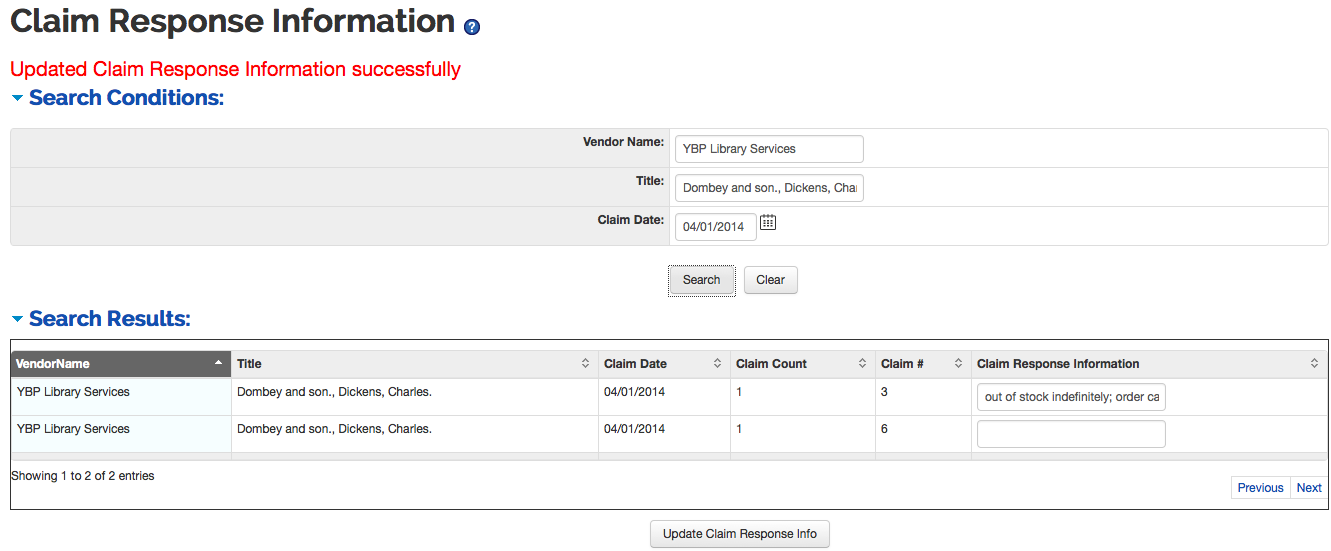 Claim Response Information ?
Updated Claim Response Information successfully
Search Conditions:
Vendor Name: YBP Library Services
Title: Dombey and son., Dickens, Char
Claim Date: 04/01/2014
Search Clear
Search Results:
VendorName Title Claim Date Claim Count Claim # Claim Response Information
YBP Library Services Dombey and son., Dickens, Charles. 04/01/2014 1 3 out of stock indefinitely; order ca
YBP Library Services Dombey and son., Dickens, Charles. 04/01/2014 1 6
Showing 1 to 2 of 2 entries
Previous Next
Update Claim Response Info